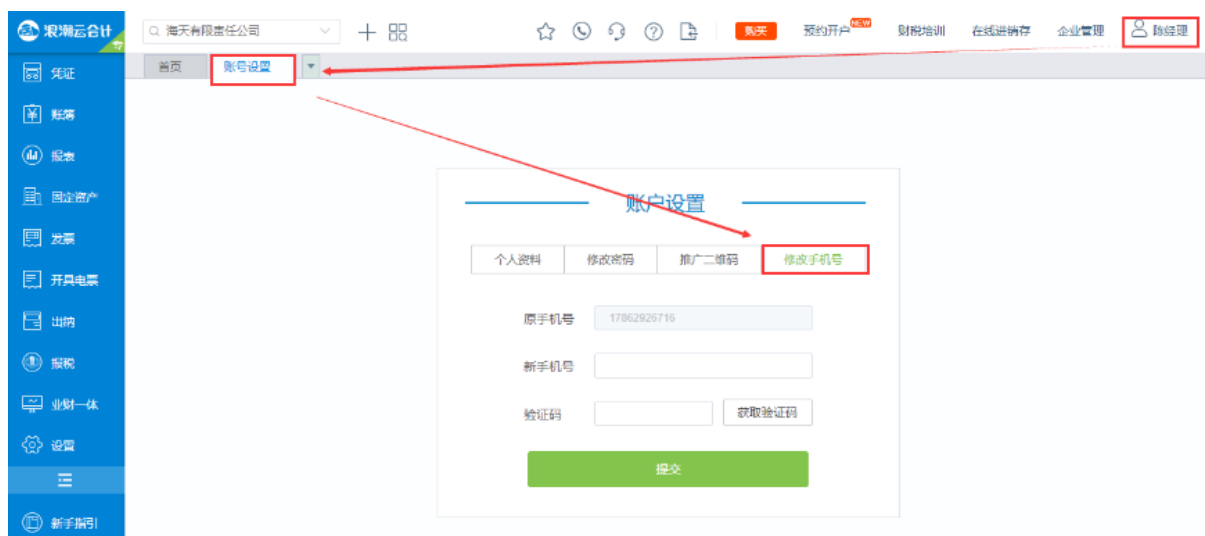 浪潮云会计
专
海天有限责任公司
购买
预约开户
NEW
财税培训
在线进销存
企业管理
陈经理
首页
账号设置
凭证
账簿
报表
固定资产
发票
开具电票
出纳
报税
业财一体
设置
新手指引
账户设置
个人资料
修改密码
推广二维码
修改手机号
原手机号
17862926716
新手机号
验证码
获取验证码
提交